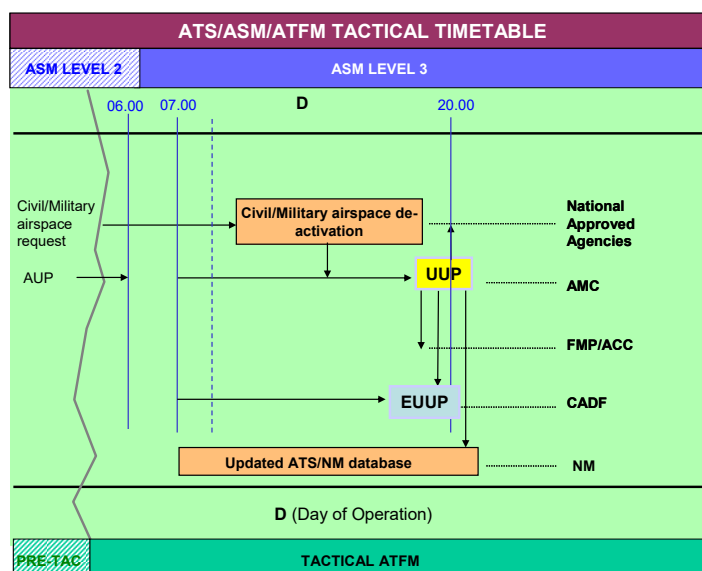 ATS/ASM/ATFM TACTICAL TIMETABLE
ASM LEVEL 2
ASM LEVEL 3
06.00 07.00 D 20.00
Civil/Military
airspace
request
Civil/Military airspace de-
activation
National
Approved
Agencies
AUP
UUP
AMC
FMP/ACC
EUUP
CADF
Updated ATS/NM database
NM
D (Day of Operation)
PRE-TAC
TACTICAL ATFM